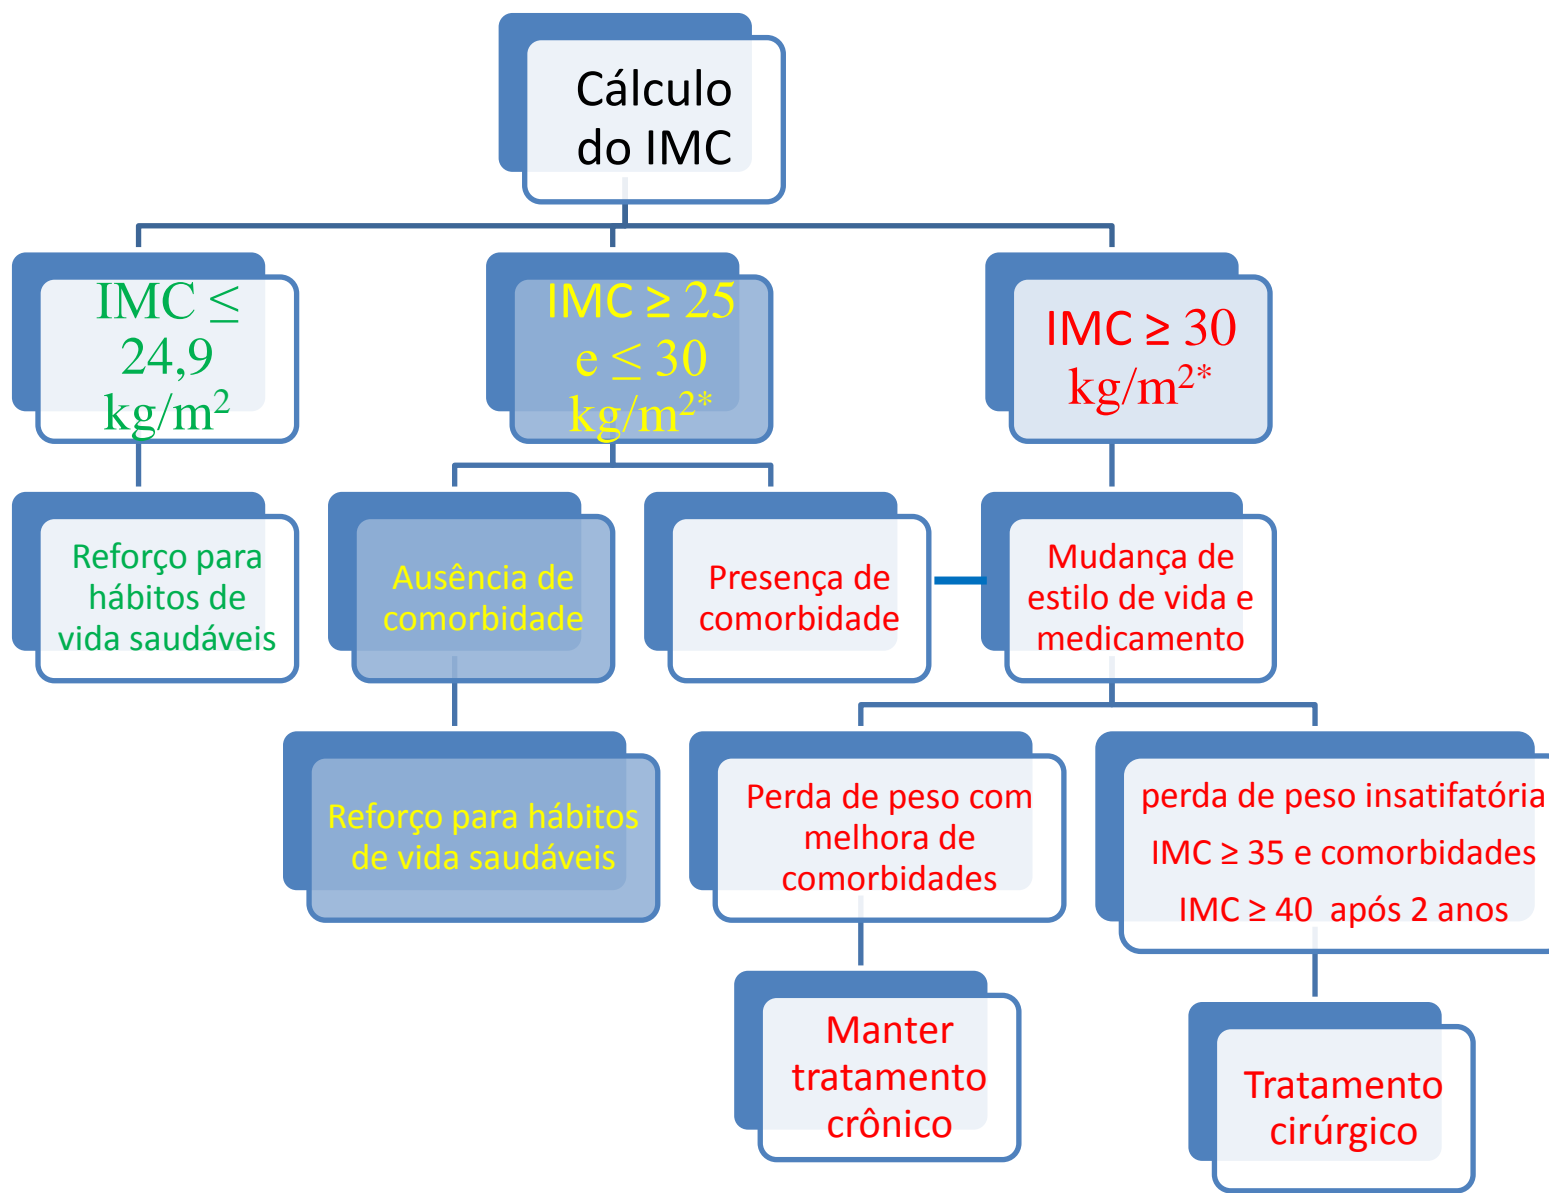 Cálculo
do IMC
IMC ≤
24,9
kg/m²
IMC ≥ 25
e ≤ 30
kg/m²*
IMC ≥ 30
kg/m²*
Reforço para
hábitos de
vida saudáveis
Ausência de
comorbidade
Presença de
comorbidade
Mudança de
estilo de vida e
medicamento
Reforço para hábitos
de vida saudáveis
Perda de peso com
melhora de
comorbidades
perda de peso insatifatória
IMC ≥ 35 e comorbidades
IMC ≥ 40 após 2 anos
Manter
tratamento
crônico
Tratamento
cirúrgico